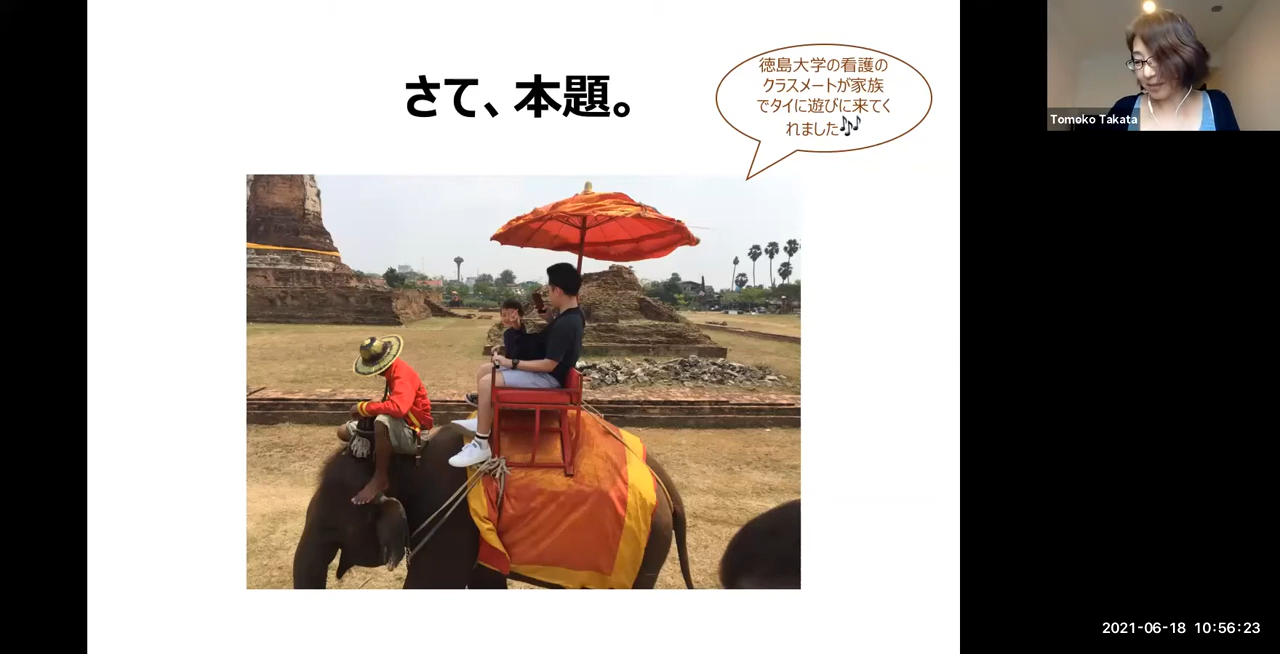 さて、本題。
徳島大学の看護の
クラスメートが家族
でタイに遊びに来てく
れました🎶
Tomoko Takata
2021-06-18 10:56:23